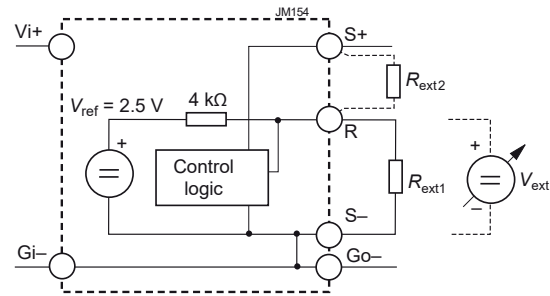 JM154
Vi+
S+
Rext2
Vref = 2.5 V
4 kΩ
R
+
Control
logic
Rext1
+
Vext
–
S–
Gi–
Go–